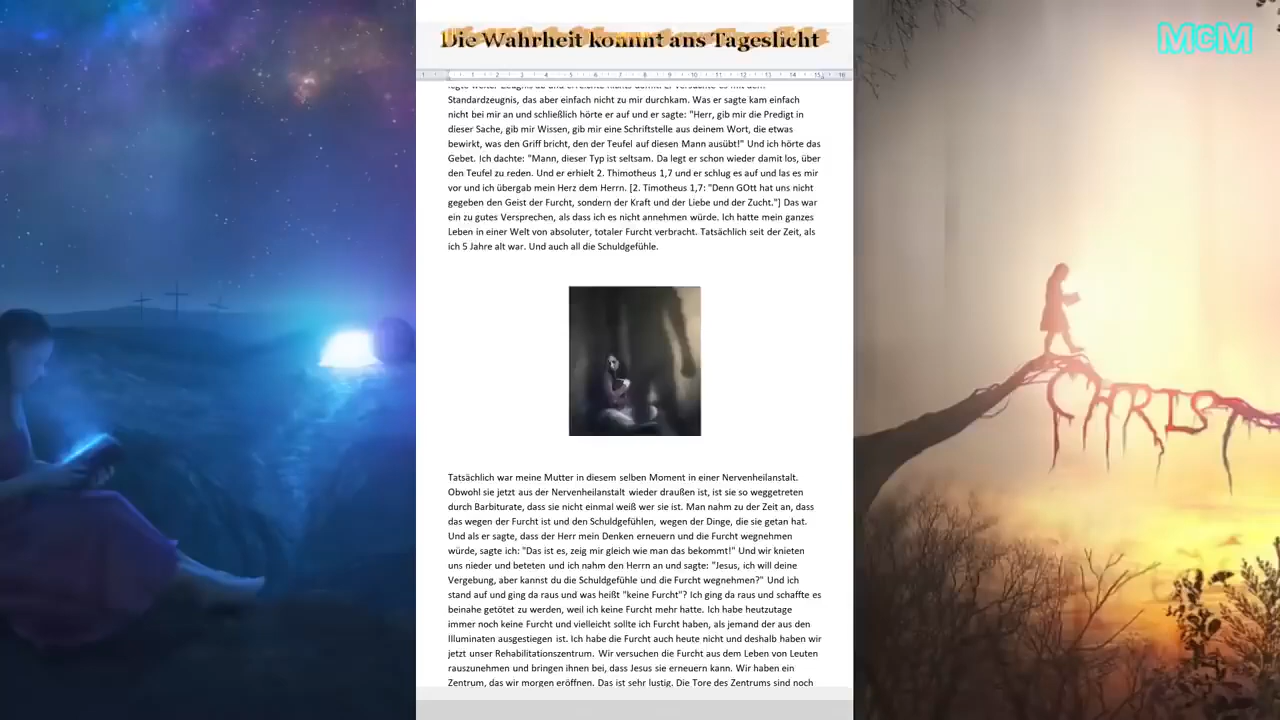 McM
Die Wahrheit kommt ans Tageslicht
1 1 2 3 4 5 6 7 8 9 10 11 12 13 14 15 16
Standardzeugnis, das aber einfach nicht zu mir durchkam. Was er sagte kam einfach
nicht bei mir an und schließlich hörte er auf und er sagte: "Herr, gib mir die Predigt in
dieser Sache, gib mir Wissen, gib mir eine Schriftstelle aus deinem Wort, die etwas
bewirkt, was den Griff bricht, den der Teufel auf diesen Mann ausübt!" Und ich hörte das
Gebet. Ich dachte: "Mann, dieser Typ ist seltsam. Da legt er schon wieder damit los, über
den Teufel zu reden. Und er erhielt 2. Thimotheus 1,7 und er schlug es auf und las es mir
vor und ich übergab mein Herz dem Herrn. [2. Timotheus 1,7: "Denn GOtt hat uns nicht
gegeben den Geist der Furcht, sondern der Kraft und der Liebe und der Zucht."] Das war
ein zu gutes Versprechen, als dass ich es nicht annehmen würde. Ich hatte mein ganzes
Leben in einer Welt von absoluter, totaler Furcht verbracht. Tatsächlich seit der Zeit, als
ich 5 Jahre alt war. Und auch all die Schuldgefühle.
CHRIST
Tatsächlich war meine Mutter in diesem selben Moment in einer Nervenheilanstalt.
Obwohl sie jetzt aus der Nervenheilanstalt wieder draußen ist, ist sie so weggetreten
durch Barbiturate, dass sie nicht einmal weiß wer sie ist. Man nahm zu der Zeit an, dass
das wegen der Furcht ist und den Schuldgefühlen, wegen der Dinge, die sie getan hat.
Und als er sagte, dass der Herr mein Denken erneuern und die Furcht wegnehmen
würde, sagte ich: "Das ist es, zeig mir gleich wie man das bekommt!" Und wir knieten
uns nieder und beteten und ich nahm den Herrn an und sagte: "Jesus, ich will deine
Vergebung, aber kannst du die Schuldgefühle und die Furcht wegnehmen?" Und ich
stand auf und ging da raus und was heißt "keine Furcht"? Ich ging da raus und schaffte es
beinahe getötet zu werden, weil ich keine Furcht mehr hatte. Ich habe heutzutage
immer noch keine Furcht und vielleicht sollte ich Furcht haben, als jemand der aus den
Illuminaten ausgestiegen ist. Ich habe die Furcht auch heute nicht und deshalb haben wir
jetzt unser Rehabilitationszentrum. Wir versuchen die Furcht aus dem Leben von Leuten
rauszunehmen und bringen ihnen bei, dass Jesus sie erneuern kann. Wir haben ein
Zentrum, das wir morgen eröffnen. Das ist sehr lustig. Die Tore des Zentrums sind noch